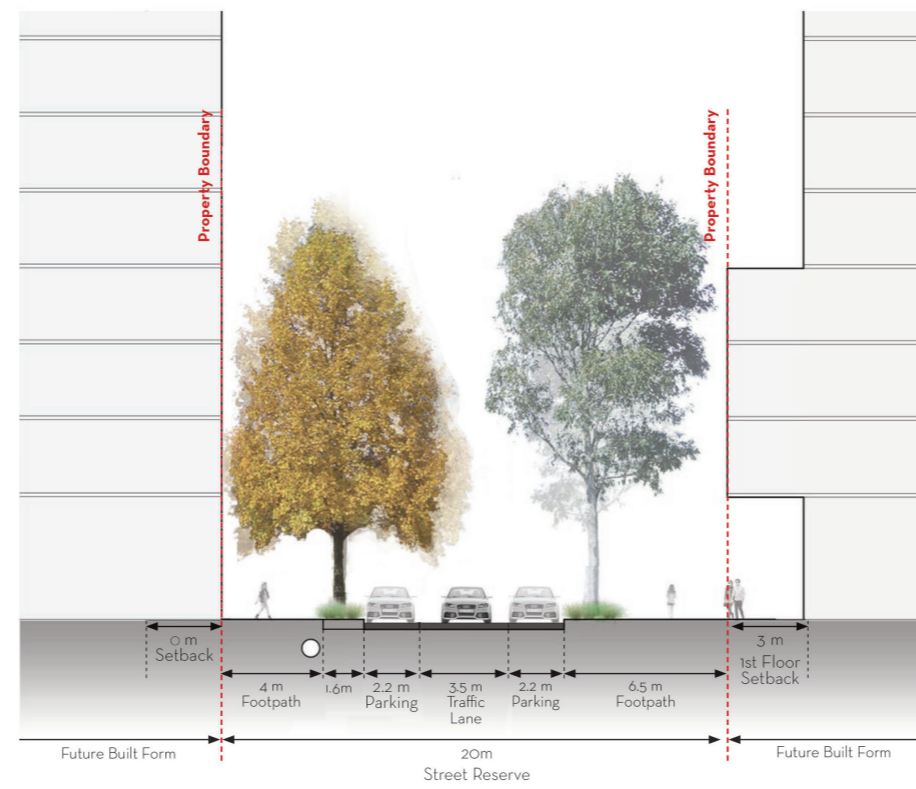 Property Boundary
Property Boundary
0 m
Setback
4 m
Footpath
1.6m
2.2 m
Parking
3.5 m
Traffic
Lane
2.2 m
Parking
6.5 m
Footpath
3 m
1st Floor
Setback
Future Built Form
20m
Street Reserve
Future Built Form